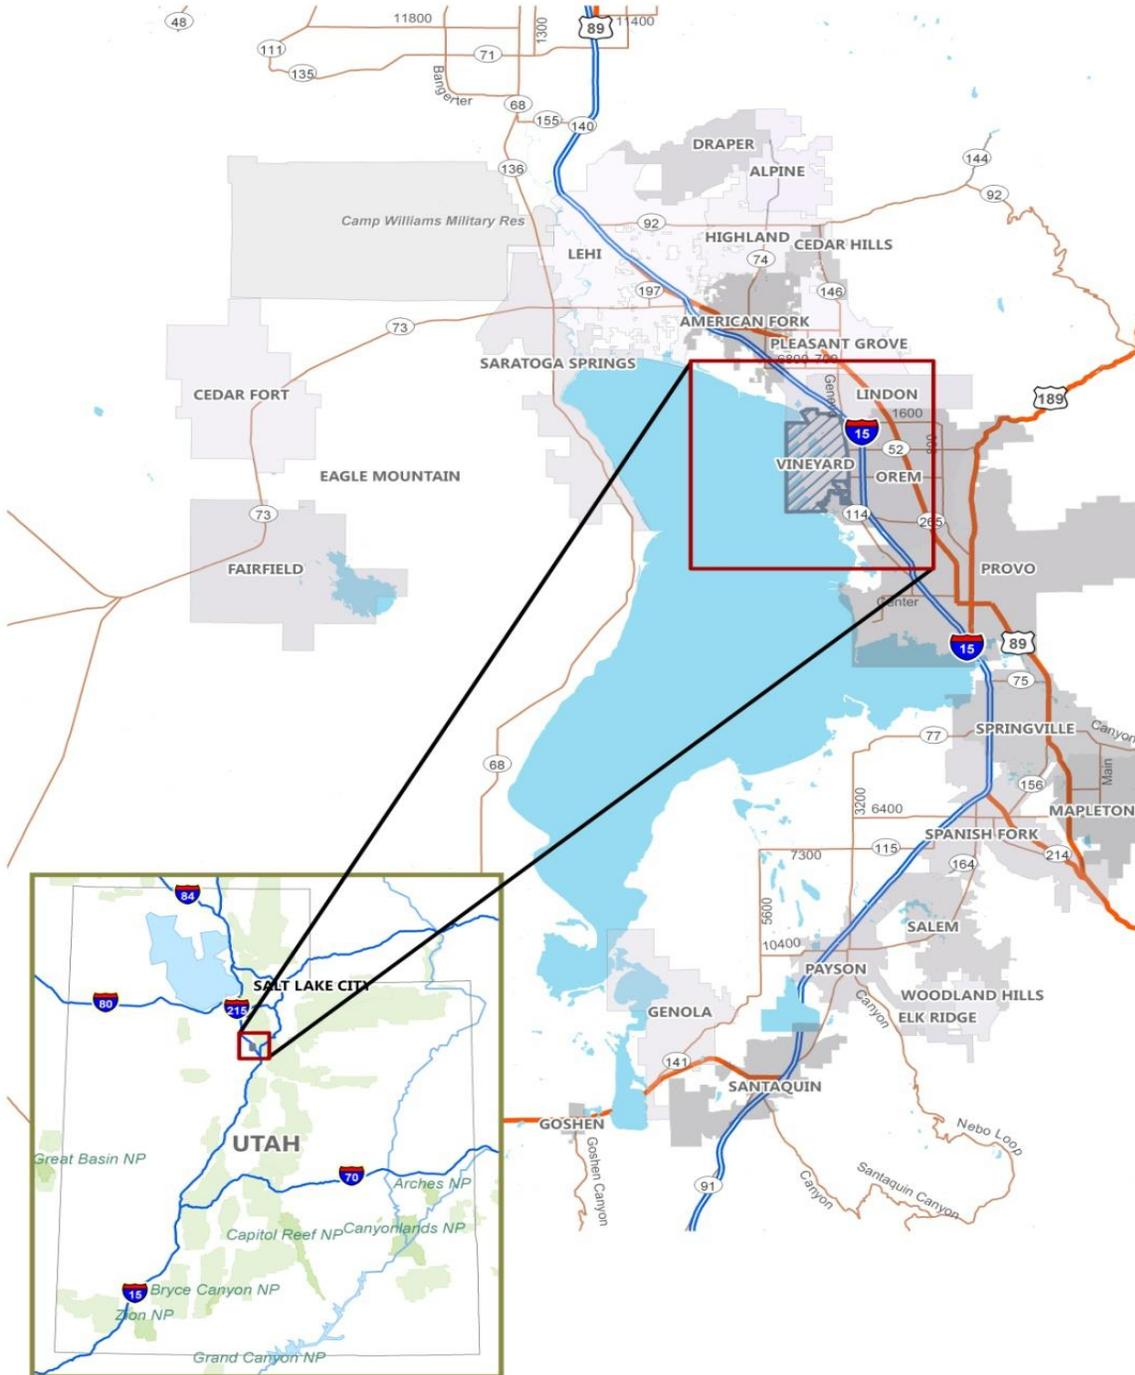 48
11800
1300
89
11400
111
71
135
Bangerter
68
155
140
DRAPER
136
ALPINE
144
92
Camp Williams Military Res
92
HIGHLAND
CEDAR HILLS
LEHI
74
197
146
73
AMERICAN FORK
PLEASANT GROVE
SARATOGA SPRINGS
6800
700
CEDAR FORT
LINDON
189
1600
15
800
52
VINEYARD
OREM
EAGLE MOUNTAIN
73
114
265
FAIRFIELD
PROVO
Center
15
89
75
SPRINGVILLE
Canyon
77
68
156
Main
3200
6400
MAPLETON
SPANISH FORK
7300
115
164
214
84
5600
SALEM
10400
PAYSON
SALT LAKE CITY
80
215
WOODLAND HILLS
Canyon
GENOLA
ELK RIDGE
141
SANTAQUIN
GOSHEN
UTAH
Goshen Canyon
Nebo Loop
Great Basin NP
70
Arches NP
Santaquin Canyon
91
Canyon
Capitol Reef NP
Canyonlands NP
15
Bryce Canyon NP
Zion NP
Grand Canyon NP